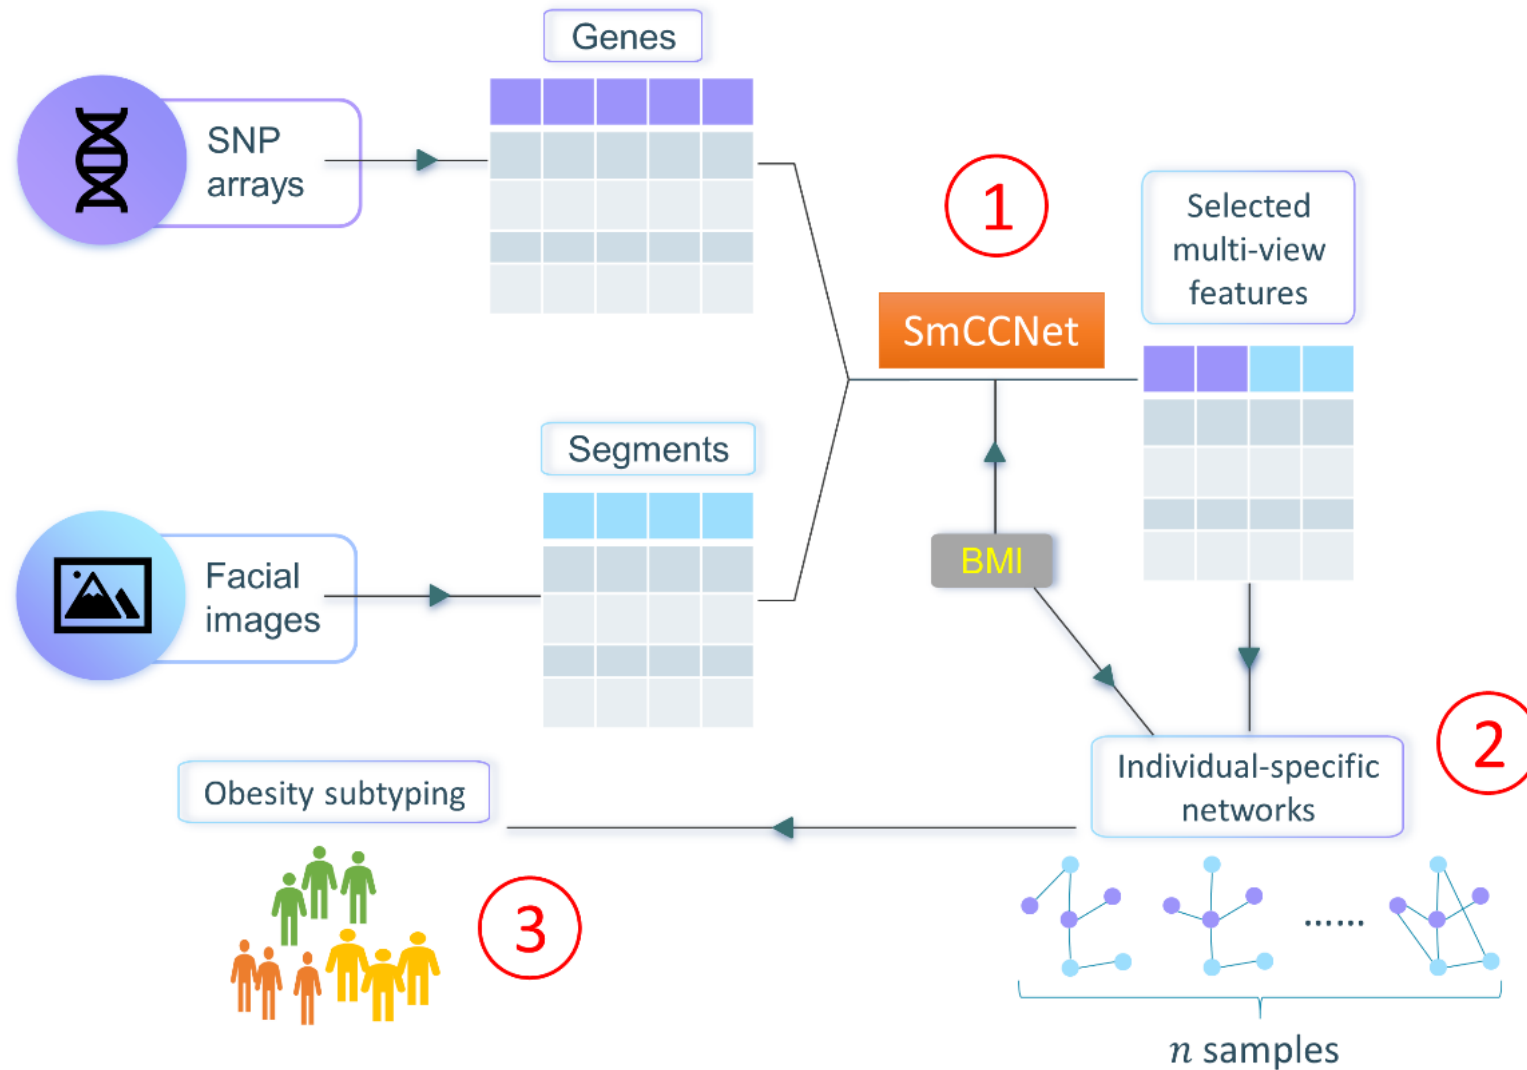 Genes
SNP
arrays
1
Selected
multi-view
features
SmCCNet
Segments
BMI
Facial
images
2
Individual-specific
networks
Obesity subtyping
3
......
n samples